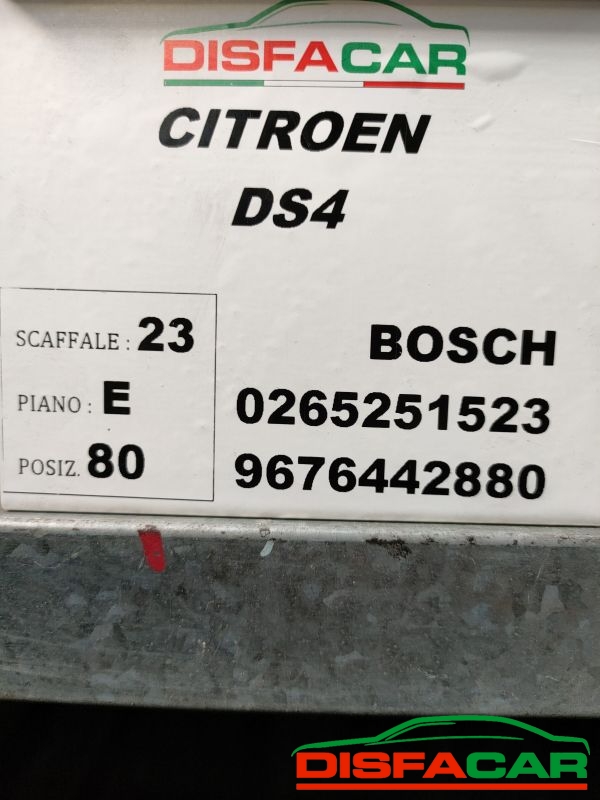 DISFACAR
CITROEN
DS4
SCAFFALE : 23
PIANO : E
POSIZ. 80
BOSCH
0265251523
9676442880
DISFACAR